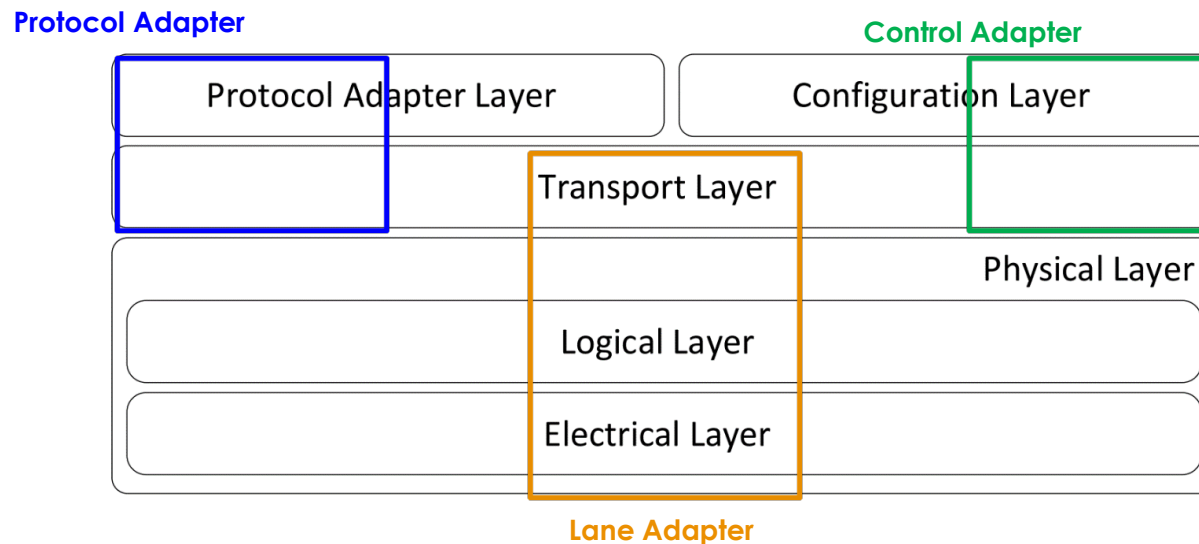 Protocol Adapter
Control Adapter
Protocol Adapter Layer
Configuration Layer
Transport Layer
Physical Layer
Logical Layer
Electrical Layer
Lane Adapter